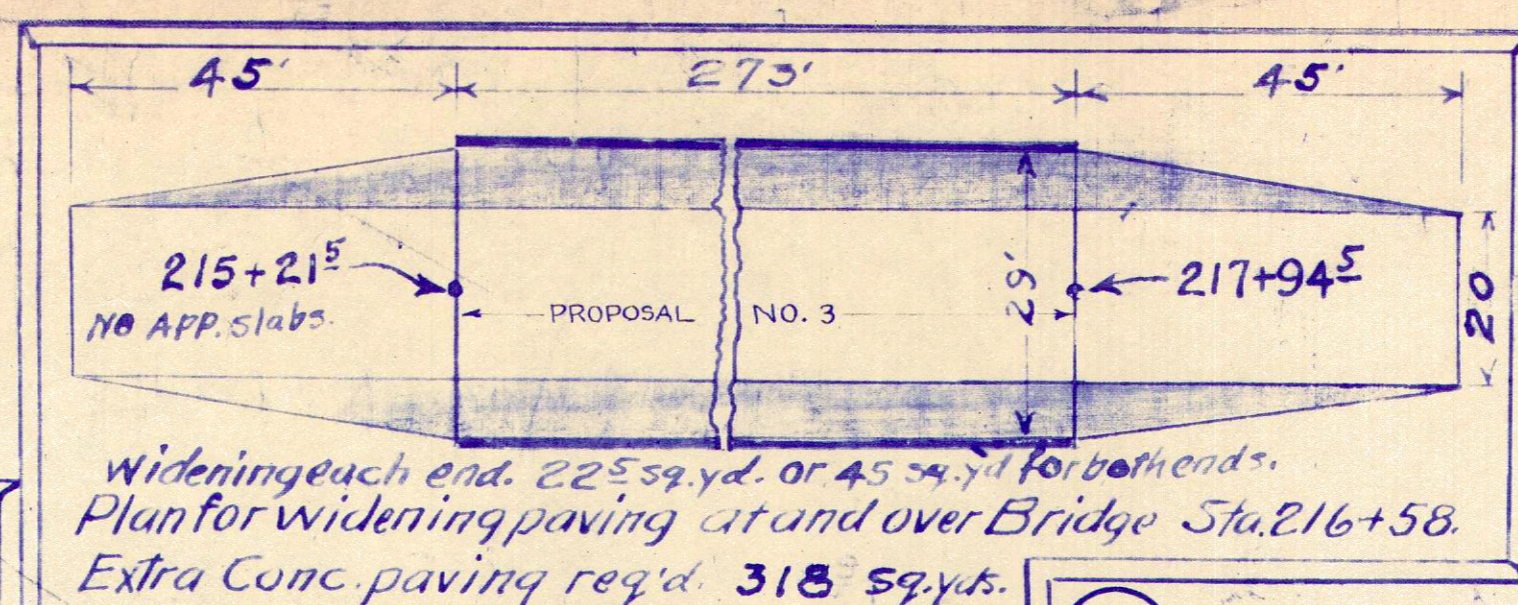 45' 273' 45'
215+21⁵ 29' 217+94⁵ 20
NO APP. slabs. PROPOSAL NO. 3
Widening each end. 22⁵ sq.yd. or 45 sq.yd for both ends.
Plan for widening paving at and over Bridge Sta. 216+58.
Extra Conc. paving req'd. 318 sq.yds.